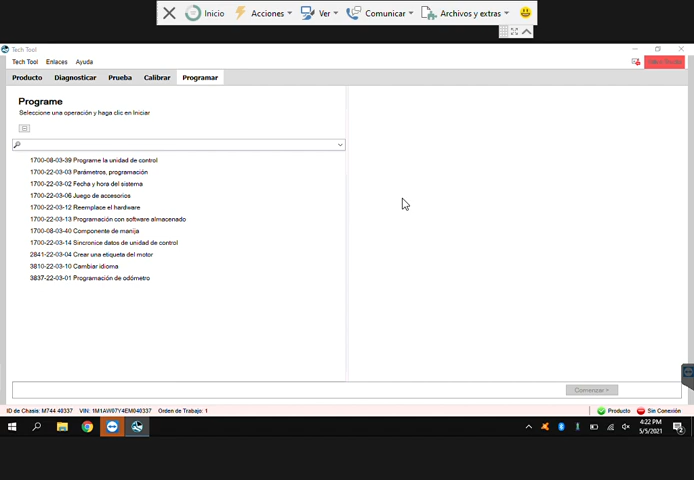 Inicio Acciones Ver Comunicar Archivos y extras
Tech Tool
Tech Tool Enlaces Ayuda
Producto Diagnosticar Prueba Calibrar Programar
Programe
Seleccione una operación y haga clic en Iniciar
1700-08-03-39 Programe la unidad de control
1700-22-03-03 Parámetros, programación
1700-22-03-02 Fecha y hora del sistema
1700-22-03-06 Juego de accesorios
1700-22-03-12 Reemplace el hardware
1700-22-03-13 Programación con software almacenado
1700-08-03-40 Componente de manija
1700-22-03-14 Sincronice datos de unidad de control
2841-22-03-04 Crear una etiqueta del motor
3810-22-03-10 Cambiar idioma
3837-22-03-01 Programación de odómetro
Comenzar
ID de Chasis: M744 40337 VIN: 1M1AW07Y4EM040337 Orden de Trabajo: 1 Producto Sin Conexión
4:22 PM
5/5/2021
2